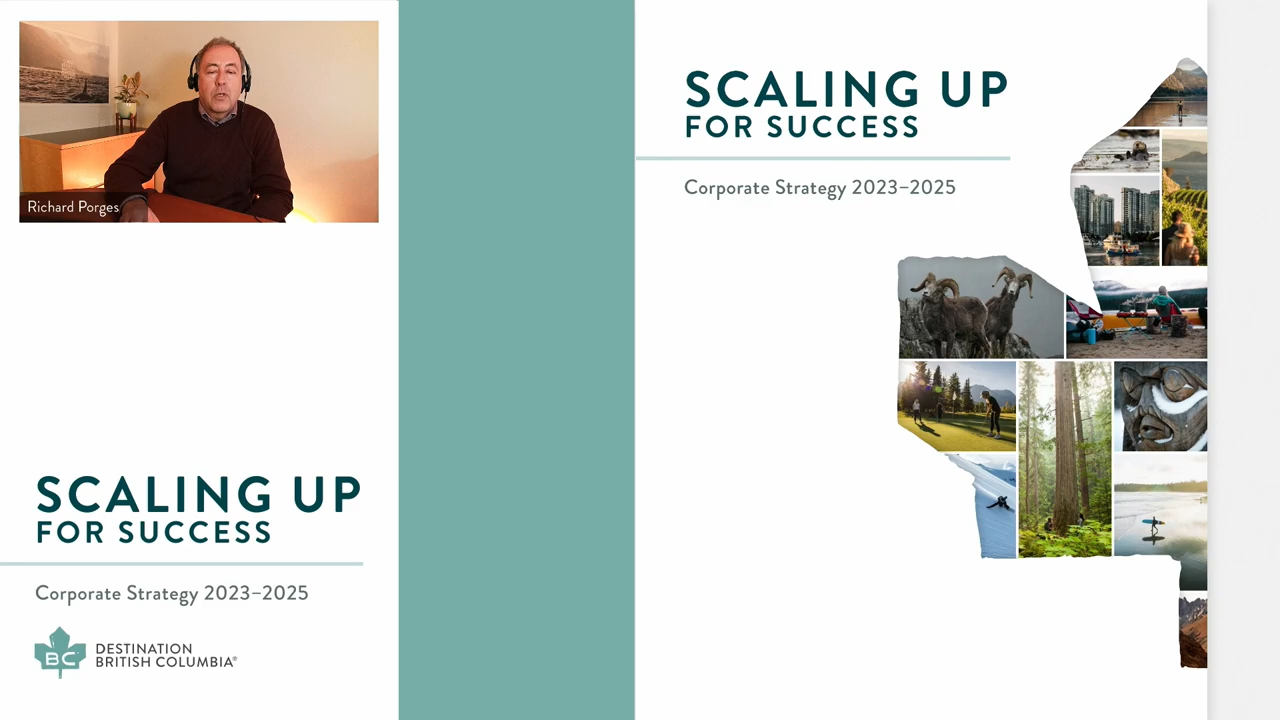 Richard Porges
SCALING UP
FOR SUCCESS
Corporate Strategy 2023–2025
BC
DESTINATION
BRITISH COLUMBIA®
SCALING UP
FOR SUCCESS
Corporate Strategy 2023–2025